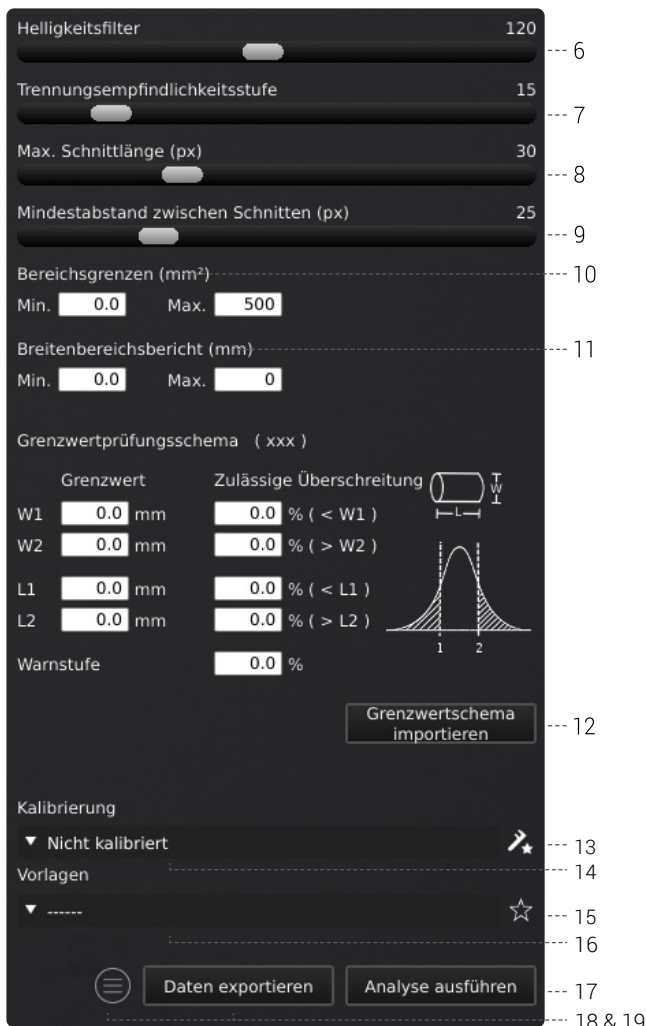 Helligkeitsfilter 120
6
Trennungsempfindlichkeitsstufe 15
7
Max. Schnittlänge (px) 30
8
Mindestabstand zwischen Schnitten (px) 25
9
Bereichsgrenzen (mm²) 10
Min. 0.0 Max. 500
Breitenbereichsbericht (mm) 11
Min. 0.0 Max. 0
Grenzwertprüfungsschema ( xxx )
Grenzwert Zulässige Überschreitung
W1 0.0 mm 0.0 % ( < W1 )
W2 0.0 mm 0.0 % ( > W2 )
L1 0.0 mm 0.0 % ( < L1 )
L2 0.0 mm 0.0 % ( > L2 )
W
L
1 2
Warnstufe 0.0 %
Grenzwertschema
importieren
12
Kalibrierung
Nicht kalibriert 13
14
Vorlagen
------ 15
16
Daten exportieren Analyse ausführen 17
18 & 19